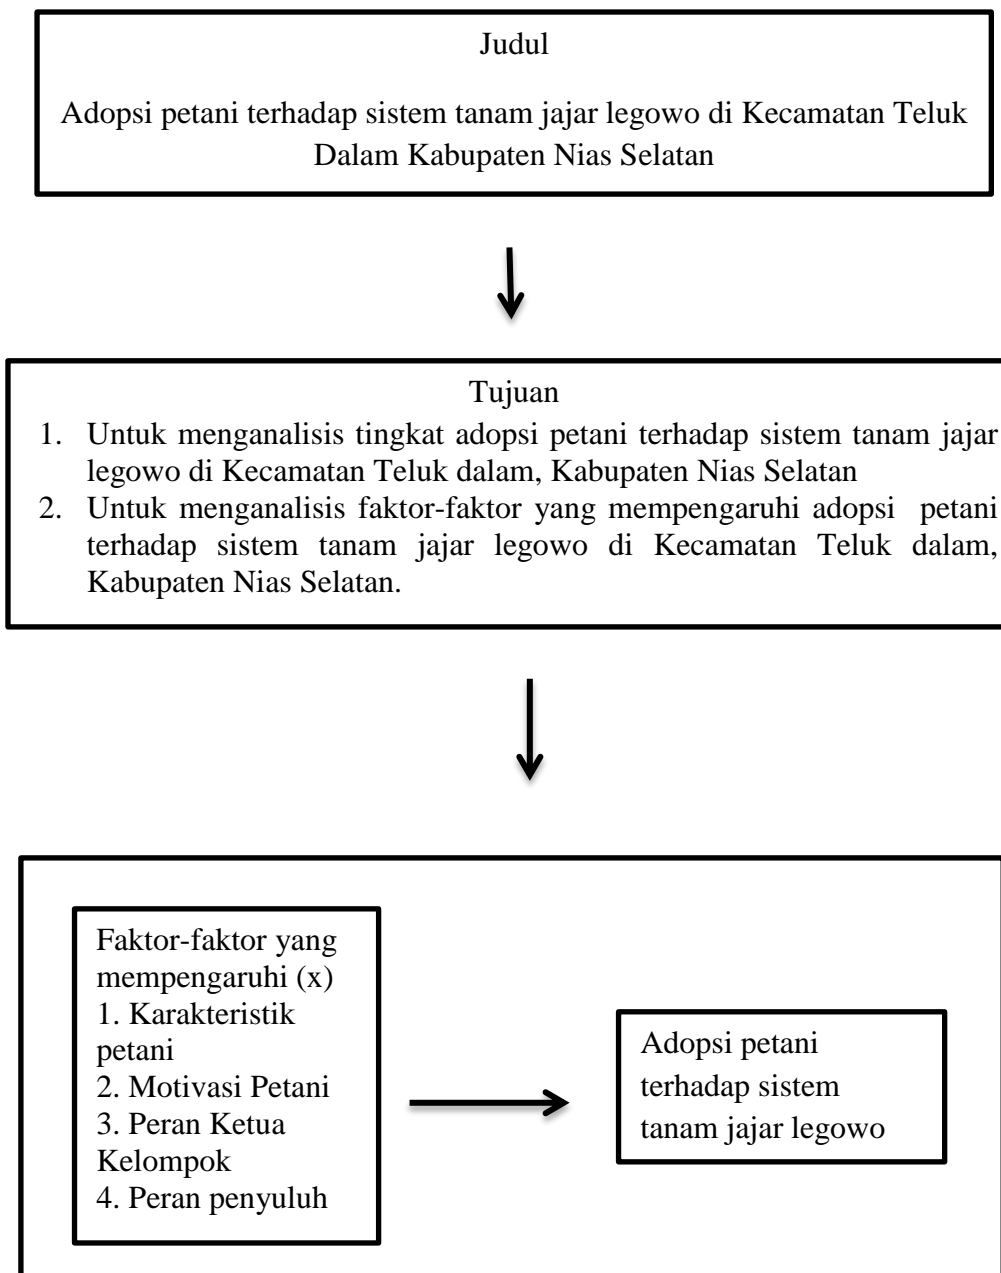 Judul
Adopsi petani terhadap sistem tanam jajar legowo di Kecamatan Teluk
Dalam Kabupaten Nias Selatan
Tujuan
1. Untuk menganalisis tingkat adopsi petani terhadap sistem tanam jajar
legowo di Kecamatan Teluk dalam, Kabupaten Nias Selatan
2. Untuk menganalisis faktor-faktor yang mempengaruhi adopsi petani
terhadap sistem tanam jajar legowo di Kecamatan Teluk dalam,
Kabupaten Nias Selatan.
Faktor-faktor yang
mempengaruhi (x)
1. Karakteristik
petani
2. Motivasi Petani
3. Peran Ketua
Kelompok
4. Peran penyuluh
Adopsi petani
terhadap sistem
tanam jajar legowo